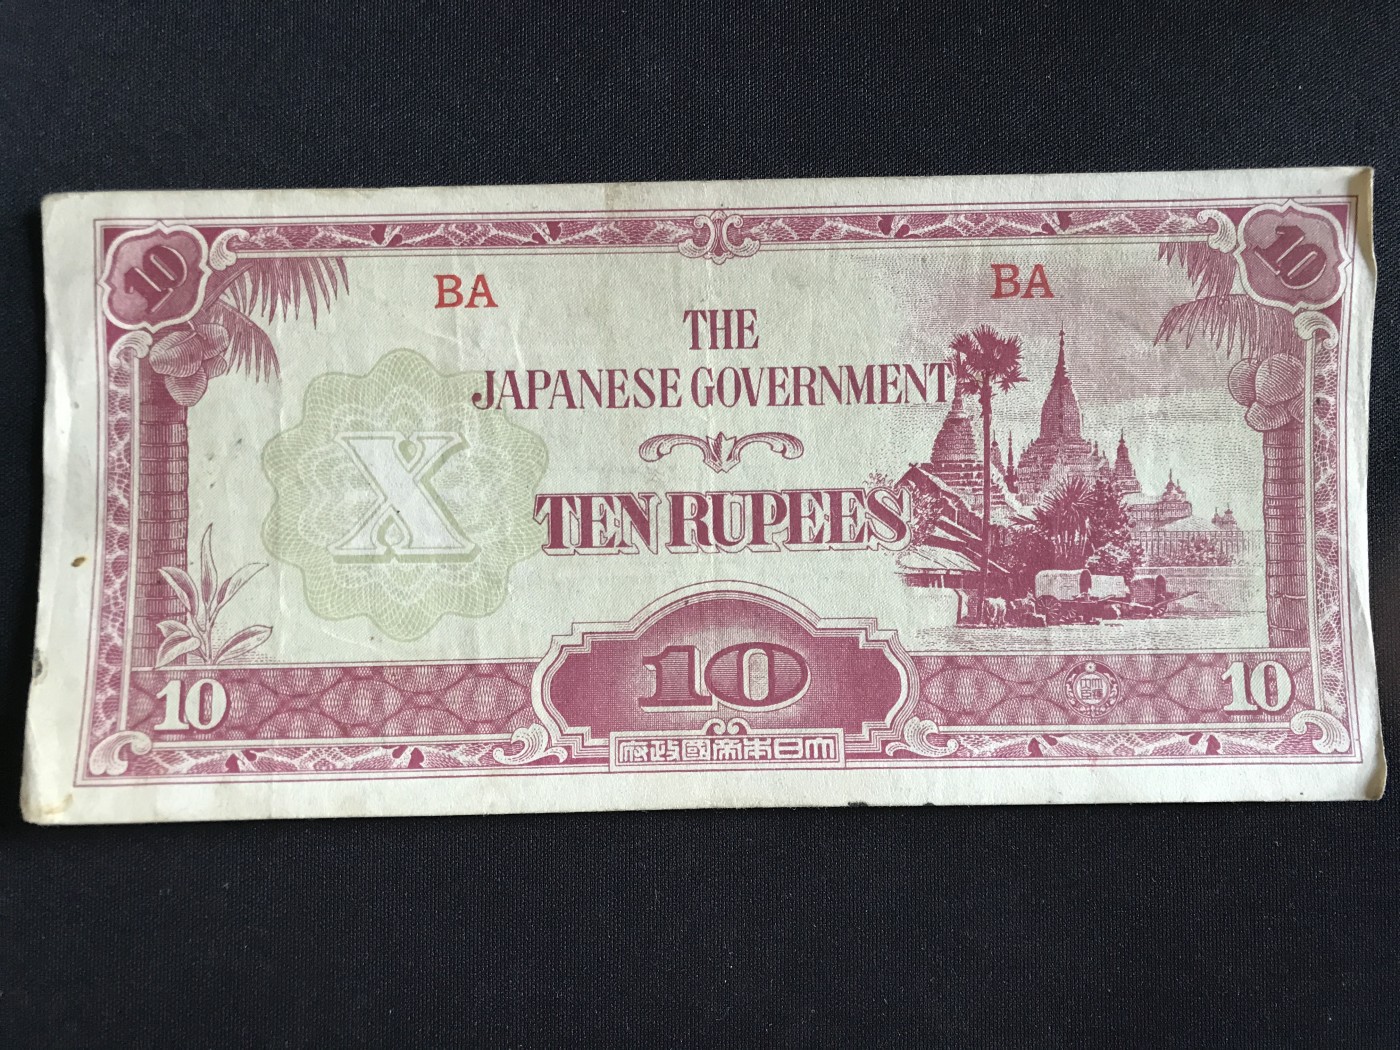 10
10
BA
BA
THE
JAPANESE GOVERNMENT
X
TEN RUPEES
10
10
10
府政國帝本日大